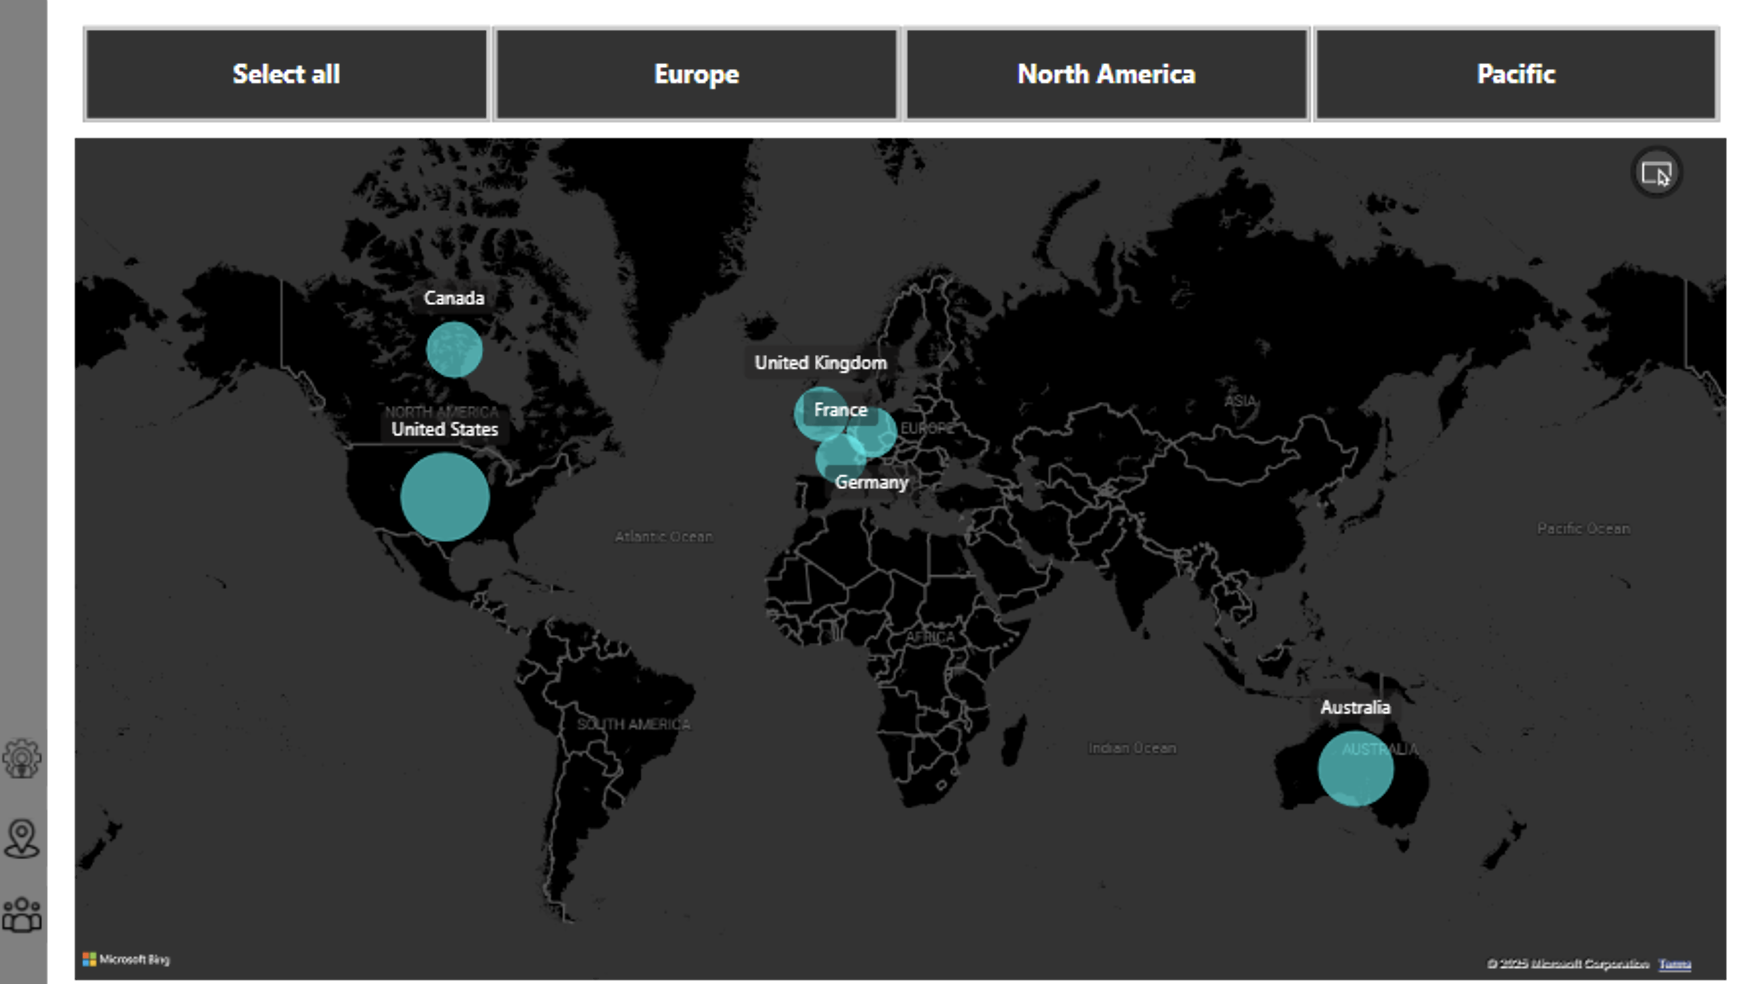 Select all
Europe
North America
Pacific
Canada
United Kingdom
NORTH AMERICA
France
ASIA
United States
EUROPE
Germany
Atlantic Ocean
Pacific Ocean
AFRICA
Australia
SOUTH AMERICA
Indian Ocean
AUSTRALIA
Microsoft Bing
© 2025 Microsoft Corporation Terms